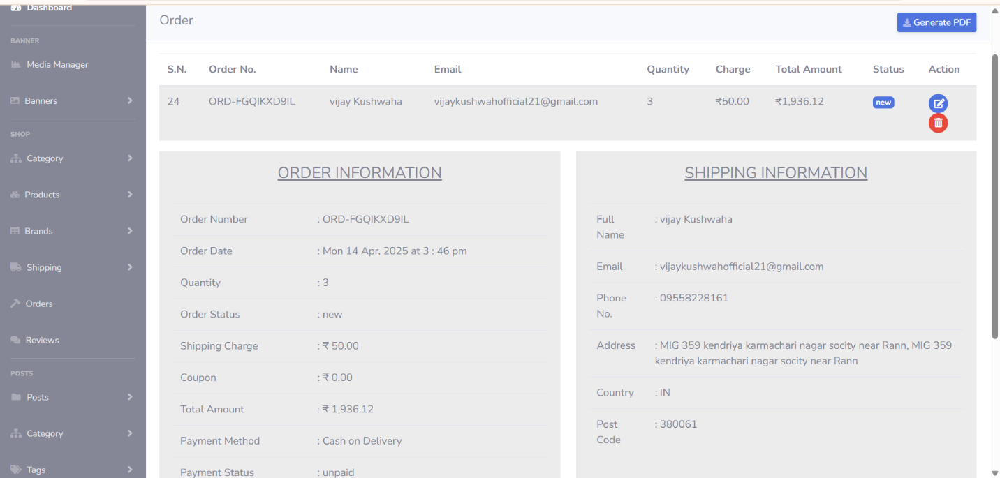 Dashboard
BANNER
Media Manager
Banners
SHOP
Category
Products
Brands
Shipping
Orders
Reviews
POSTS
Posts
Category
Tags
Order
Generate PDF
S.N. Order No. Name Email Quantity Charge Total Amount Status Action
24 ORD-FGQIKXD9IL vijay Kushwaha vijaykushwahofficial21@gmail.com 3 ₹50.00 ₹1,936.12 new
ORDER INFORMATION
Order Number : ORD-FGQIKXD9IL
Order Date : Mon 14 Apr, 2025 at 3 : 46 pm
Quantity : 3
Order Status : new
Shipping Charge : ₹ 50.00
Coupon : ₹ 0.00
Total Amount : ₹ 1,936.12
Payment Method : Cash on Delivery
Payment Status : unpaid
SHIPPING INFORMATION
Full : vijay Kushwaha
Name
Email : vijaykushwahofficial21@gmail.com
Phone : 09558228161
No.
Address : MIG 359 kendriya karmachari nagar socity near Rann, MIG 359
kendriya karmachari nagar socity near Rann
Country : IN
Post : 380061
Code